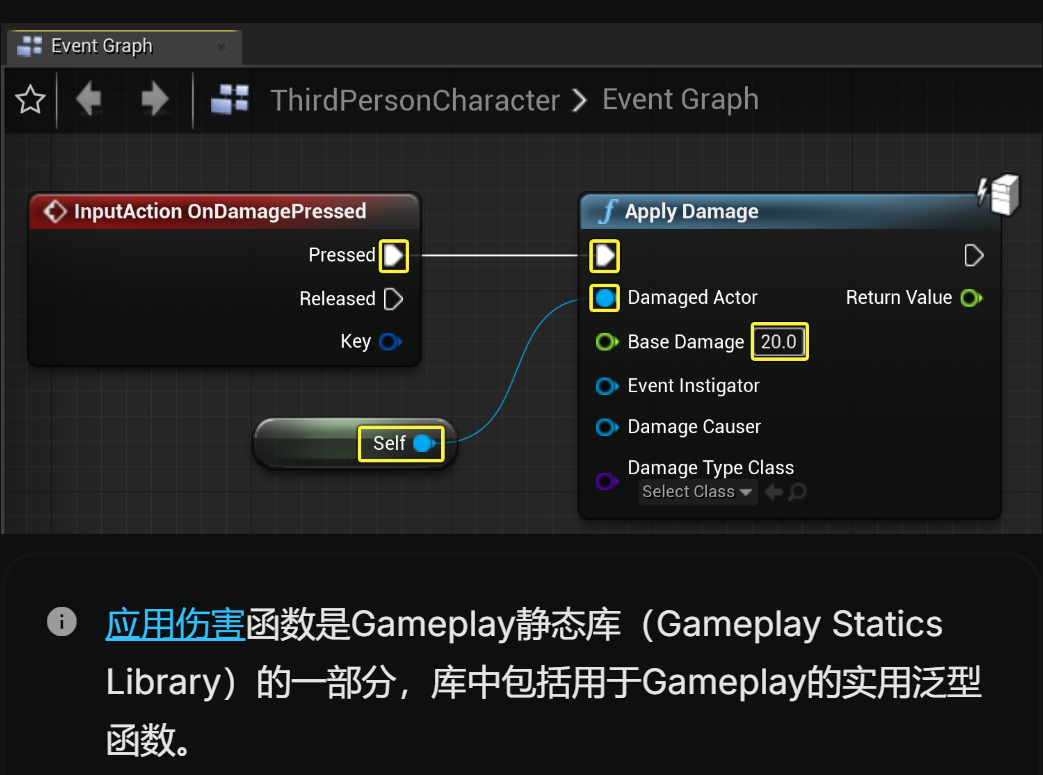 Event Graph
ThirdPersonCharacter > Event Graph
InputAction OnDamagePressed
Pressed
Released
Key
Self
Apply Damage
Damaged Actor
Return Value
Base Damage 20.0
Event Instigator
Damage Causer
Damage Type Class
Select Class
应用伤害函数是Gameplay静态库（Gameplay Statics
Library）的一部分，库中包括用于Gameplay的实用泛型
函数。